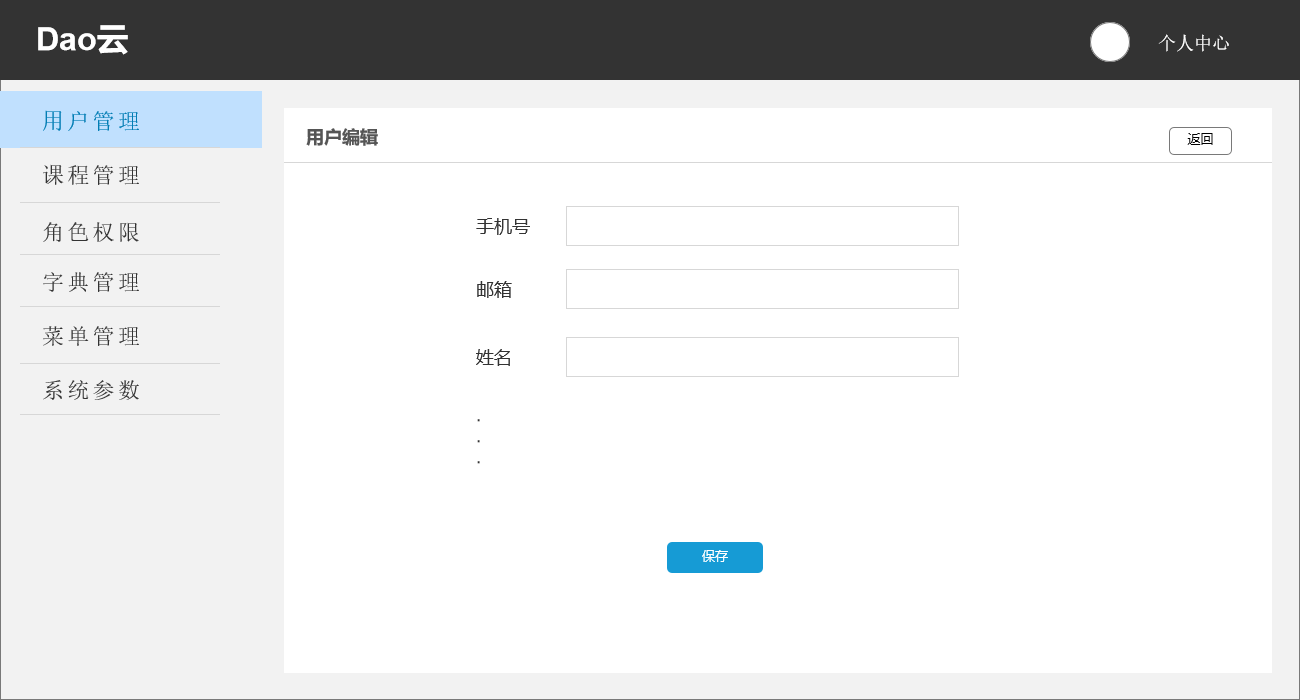 Dao云
个人中心
用户管理
课程管理
角色权限
字典管理
菜单管理
系统参数
用户编辑
返回
手机号
邮箱
姓名
.
.
.
保存